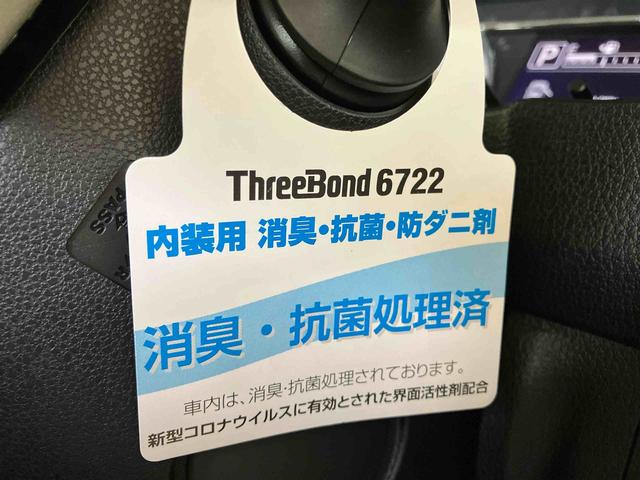 P
PASS
ThreeBond 6722
内装用 消臭・抗菌・防ダニ剤
消臭・抗菌処理済
車内は、消臭・抗菌処理されております。
新型コロナウイルスに有効とされた界面活性剤配合